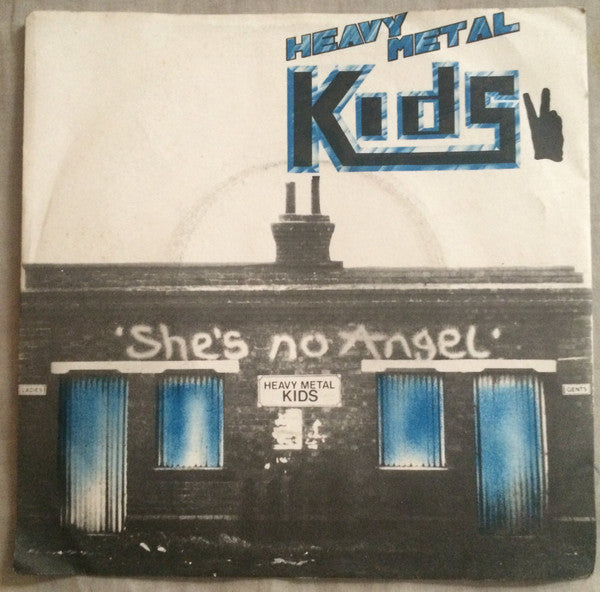 HEAVY METAL
Kids
'She's no Angel'
LADIES
HEAVY METAL
KIDS
GENTS